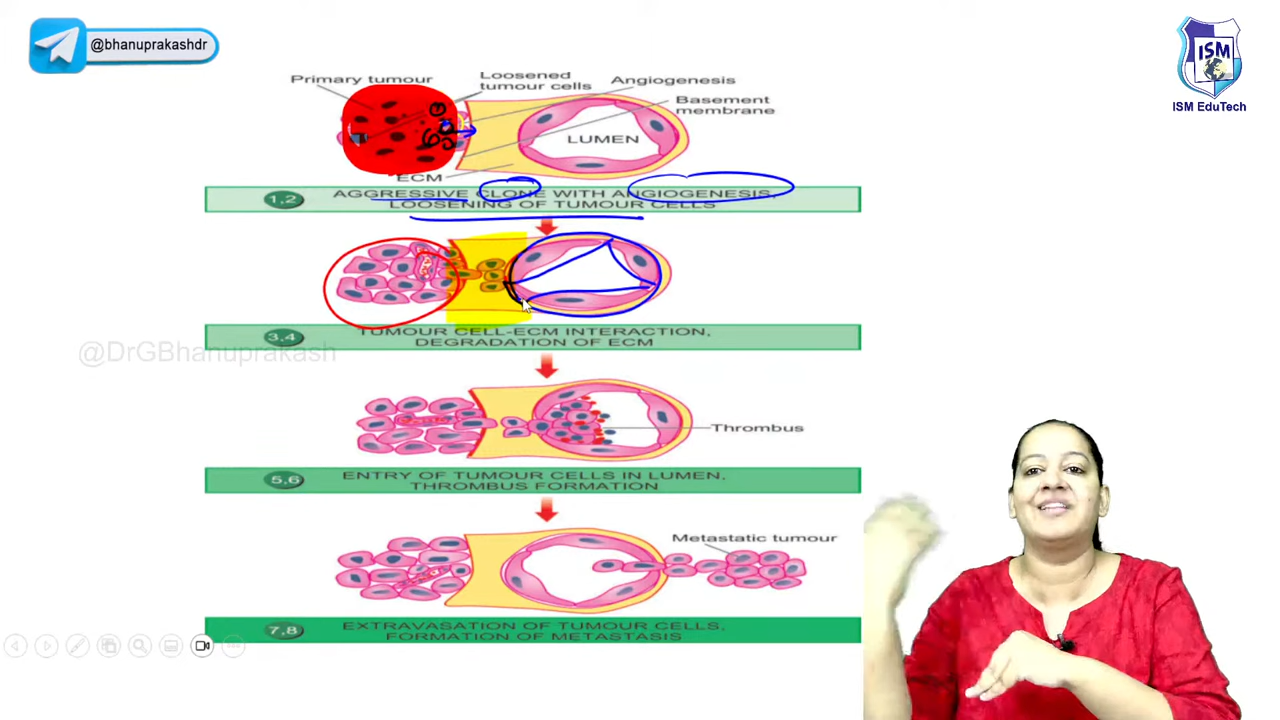 @bhanuprakashdr
ISM
ISM EduTech
Primary tumour
Loosened
tumour cells
Angiogenesis
Basement
membrane
LUMEN
ECM
1,2
AGGRESSIVE CLONE WITH ANGIOGENESIS,
LOOSENING OF TUMOUR CELLS
3,4
TUMOUR CELL-ECM INTERACTION,
DEGRADATION OF ECM
@DrGBhanuprakash
Thrombus
5,6
ENTRY OF TUMOUR CELLS IN LUMEN,
THROMBUS FORMATION
Metastatic tumour
7,8
EXTRAVASATION OF TUMOUR CELLS,
FORMATION OF METASTASIS